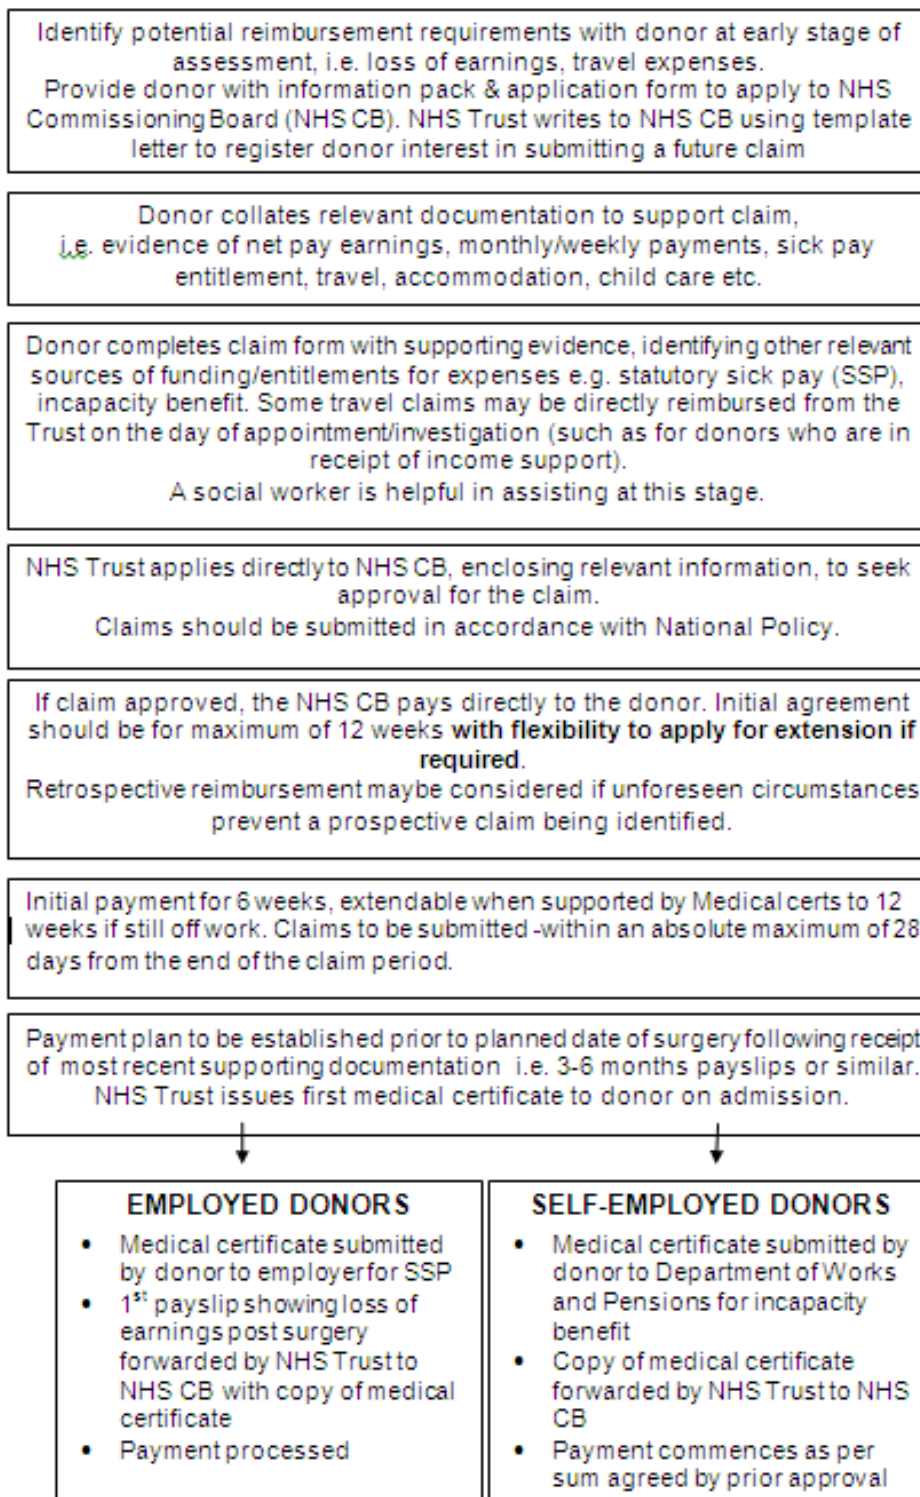 Identify potential reimbursement requirements with donor at early stage of
assessment, i.e. loss of earnings, travel expenses.
Provide donor with information pack & application form to apply to NHS
Commissioning Board (NHS CB). NHS Trust writes to NHS CB using template
letter to register donor interest in submitting a future claim
Donor collates relevant documentation to support claim,
i.e. evidence of net pay earnings, monthly/weekly payments, sick pay
entitlement, travel, accommodation, child care etc.
Donor completes claim form with supporting evidence, identifying other relevant
sources of funding/entitlements for expenses e.g. statutory sick pay (SSP),
incapacity benefit. Some travel claims may be directly reimbursed from the
Trust on the day of appointment/investigation (such as for donors who are in
receipt of income support).
A social worker is helpful in assisting at this stage.
NHS Trust applies directly to NHS CB, enclosing relevant information, to seek
approval for the claim.
Claims should be submitted in accordance with National Policy.
If claim approved, the NHS CB pays directly to the donor. Initial agreement
should be for maximum of 12 weeks with flexibility to apply for extension if
required.
Retrospective reimbursement maybe considered if unforeseen circumstances
prevent a prospective claim being identified.
Initial payment for 6 weeks, extendable when supported by Medical certs to 12
weeks if still off work. Claims to be submitted -within an absolute maximum of 28
days from the end of the claim period.
Payment plan to be established prior to planned date of surgery following receipt
of most recent supporting documentation i.e. 3-6 months payslips or similar.
NHS Trust issues first medical certificate to donor on admission.
EMPLOYED DONORS
• Medical certificate submitted
by donor to employer for SSP
• 1st payslip showing loss of
earnings post surgery
forwarded by NHS Trust to
NHS CB with copy of medical
certificate
• Payment processed
SELF-EMPLOYED DONORS
• Medical certificate submitted by
donor to Department of Works
and Pensions for incapacity
benefit
• Copy of medical certificate
forwarded by NHS Trust to NHS
CB
• Payment commences as per
sum agreed by prior approval